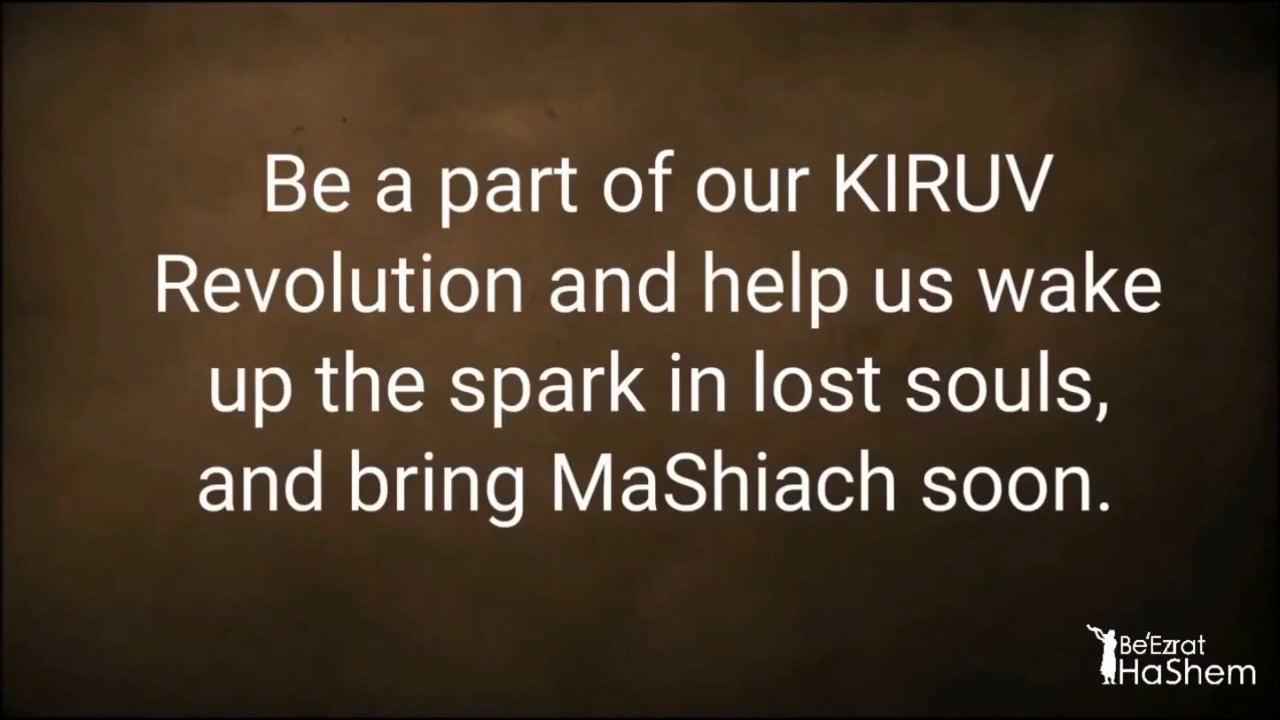 Be a part of our KIRUV
Revolution and help us wake
up the spark in lost souls,
and bring MaShiach soon.
Be'Ezrat
HaShem